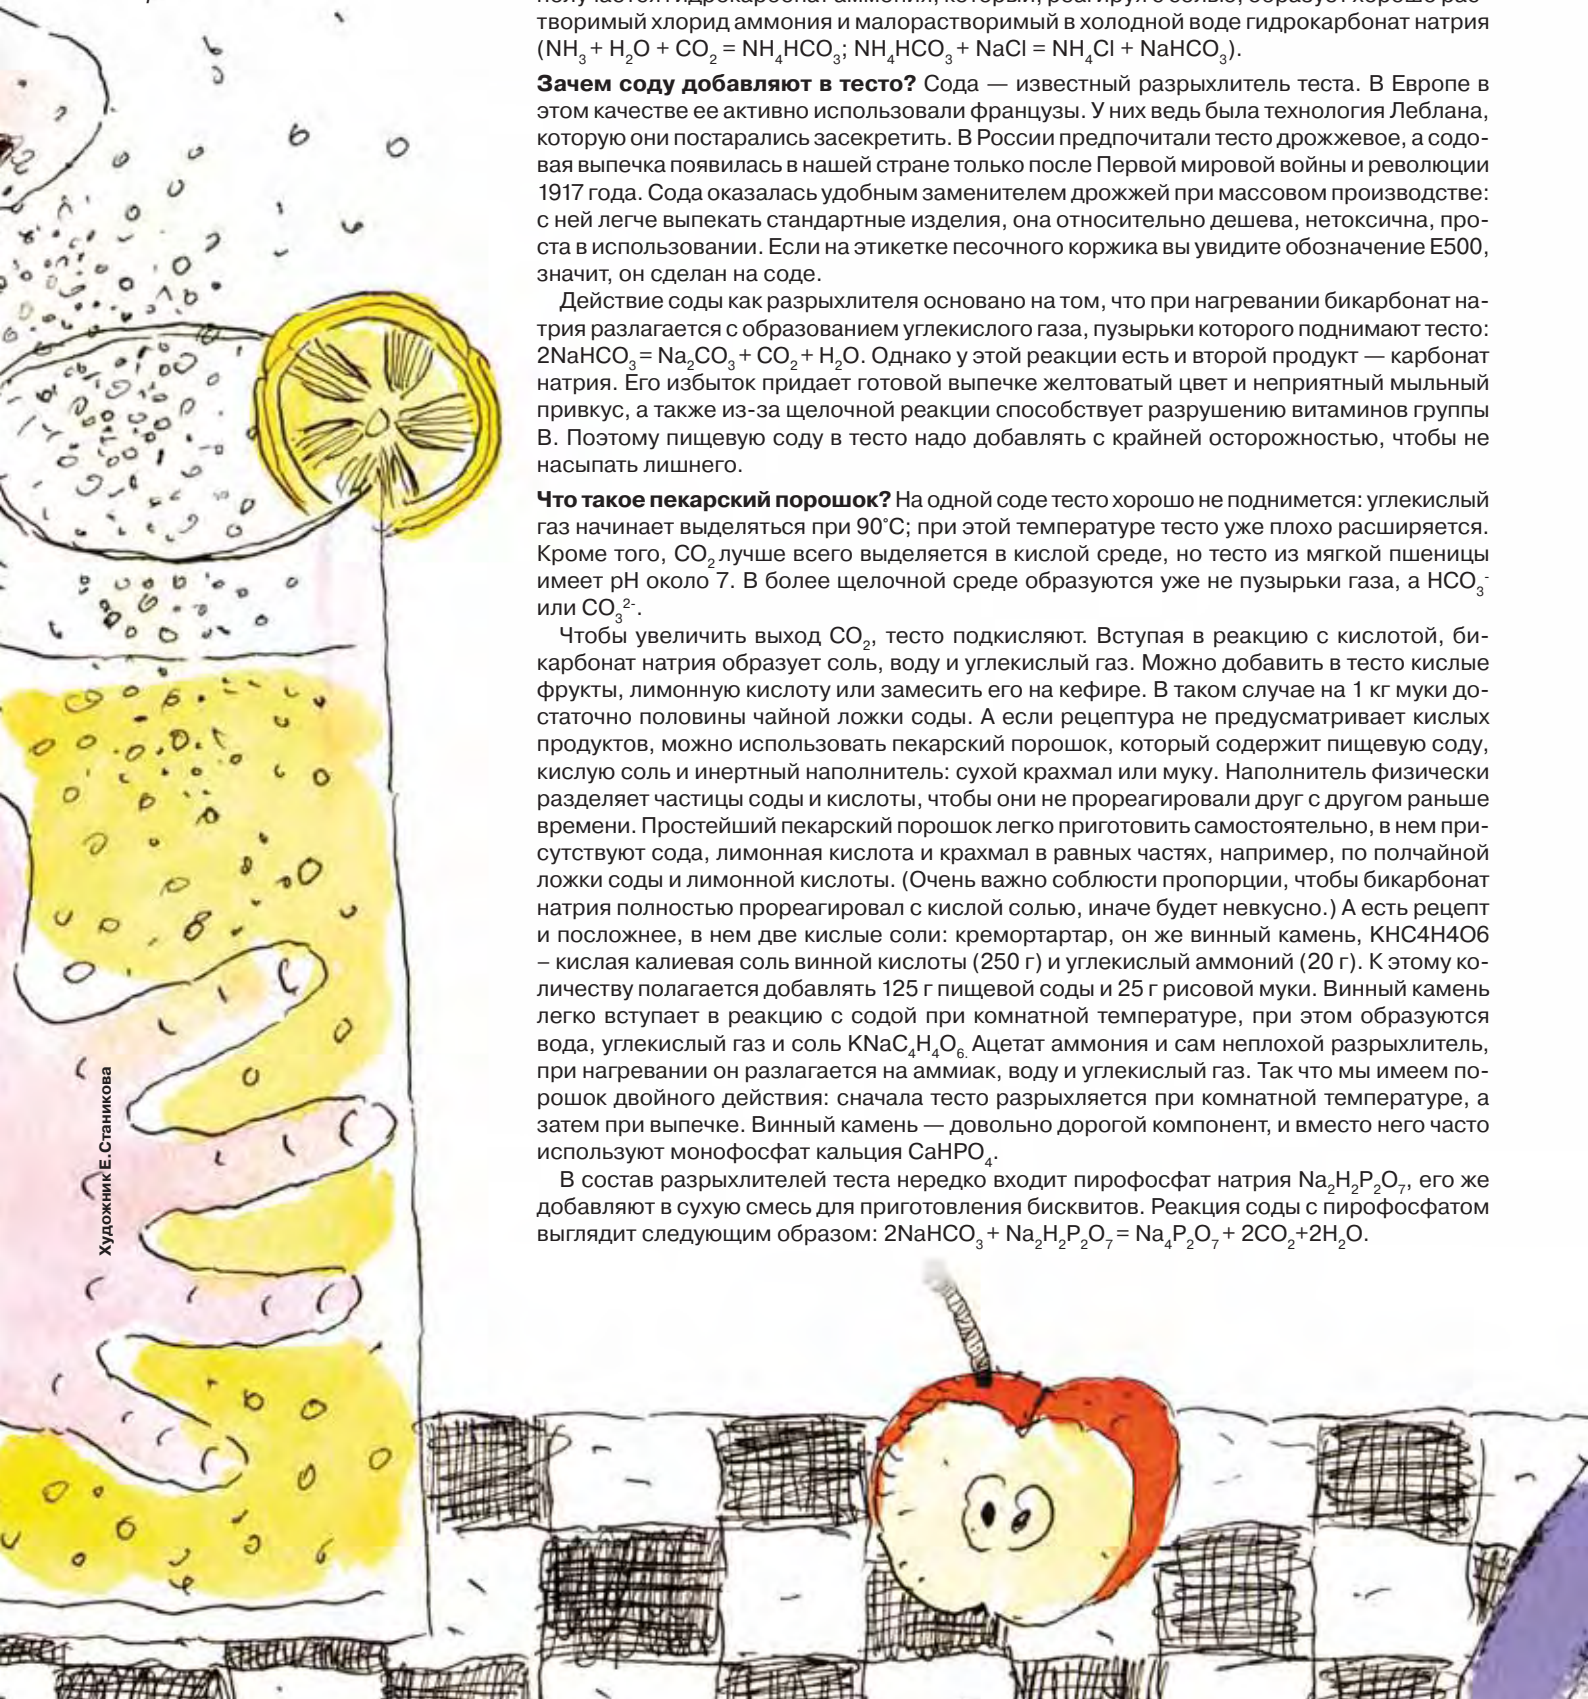 творимый хлорид аммония и малорастворимый в холодной воде гидрокарбонат натрия
(NH₃ + H₂O + CO₂ = NH₄HCO₃; NH₄HCO₃ + NaCl = NH₄Cl + NaHCO₃).
Зачем соду добавляют в тесто? Сода — известный разрыхлитель теста. В Европе в
этом качестве ее активно использовали французы. У них ведь была технология Леблана,
которую они постарались засекретить. В России предпочитали тесто дрожжевое, а содо-
вая выпечка появилась в нашей стране только после Первой мировой войны и революции
1917 года. Сода оказалась удобным заменителем дрожжей при массовом производстве:
с ней легче выпекать стандартные изделия, она относительно дешева, нетоксична, про-
ста в использовании. Если на этикетке песочного коржика вы увидите обозначение Е500,
значит, он сделан на соде.
Действие соды как разрыхлителя основано на том, что при нагревании бикарбонат на-
трия разлагается с образованием углекислого газа, пузырьки которого поднимают тесто:
2NaHCO₃ = Na₂CO₃ + CO₂ + H₂O. Однако у этой реакции есть и второй продукт — карбонат
натрия. Его избыток придает готовой выпечке желтоватый цвет и неприятный мыльный
привкус, а также из-за щелочной реакции способствует разрушению витаминов группы
В. Поэтому пищевую соду в тесто надо добавлять с крайней осторожностью, чтобы не
насыпать лишнего.
Что такое пекарский порошок? На одной соде тесто хорошо не поднимется: углекислый
газ начинает выделяться при 90˚С; при этой температуре тесто уже плохо расширяется.
Кроме того, CO₂ лучше всего выделяется в кислой среде, но тесто из мягкой пшеницы
имеет pH около 7. В более щелочной среде образуются уже не пузырьки газа, а HCO₃⁻
или CO₃²⁻.
Чтобы увеличить выход CO₂, тесто подкисляют. Вступая в реакцию с кислотой, би-
карбонат натрия образует соль, воду и углекислый газ. Можно добавить в тесто кислые
фрукты, лимонную кислоту или замесить его на кефире. В таком случае на 1 кг муки до-
статочно половины чайной ложки соды. А если рецептура не предусматривает кислых
продуктов, можно использовать пекарский порошок, который содержит пищевую соду,
кислую соль и инертный наполнитель: сухой крахмал или муку. Наполнитель физически
разделяет частицы соды и кислоты, чтобы они не прореагировали друг с другом раньше
времени. Простейший пекарский порошок легко приготовить самостоятельно, в нем при-
сутствуют сода, лимонная кислота и крахмал в равных частях, например, по полчайной
ложки соды и лимонной кислоты. (Очень важно соблюсти пропорции, чтобы бикарбонат
натрия полностью прореагировал с кислой солью, иначе будет невкусно.) А есть рецепт
и посложнее, в нем две кислые соли: кремортартар, он же винный камень, KHC4H4O6
– кислая калиевая соль винной кислоты (250 г) и углекислый аммоний (20 г). К этому ко-
личеству полагается добавлять 125 г пищевой соды и 25 г рисовой муки. Винный камень
легко вступает в реакцию с содой при комнатной температуре, при этом образуются
вода, углекислый газ и соль KNaC₄H₄O₆. Ацетат аммония и сам неплохой разрыхлитель,
при нагревании он разлагается на аммиак, воду и углекислый газ. Так что мы имеем по-
рошок двойного действия: сначала тесто разрыхляется при комнатной температуре, а
затем при выпечке. Винный камень — довольно дорогой компонент, и вместо него часто
используют монофосфат кальция CaHPO₄.
В состав разрыхлителей теста нередко входит пирофосфат натрия Na₂H₂P₂O₇, его же
добавляют в сухую смесь для приготовления бисквитов. Реакция соды с пирофосфатом
выглядит следующим образом: 2NaHCO₃ + Na₂H₂P₂O₇ = Na₄P₂O₇ + 2CO₂+2H₂O.
Художник Е.Станикова